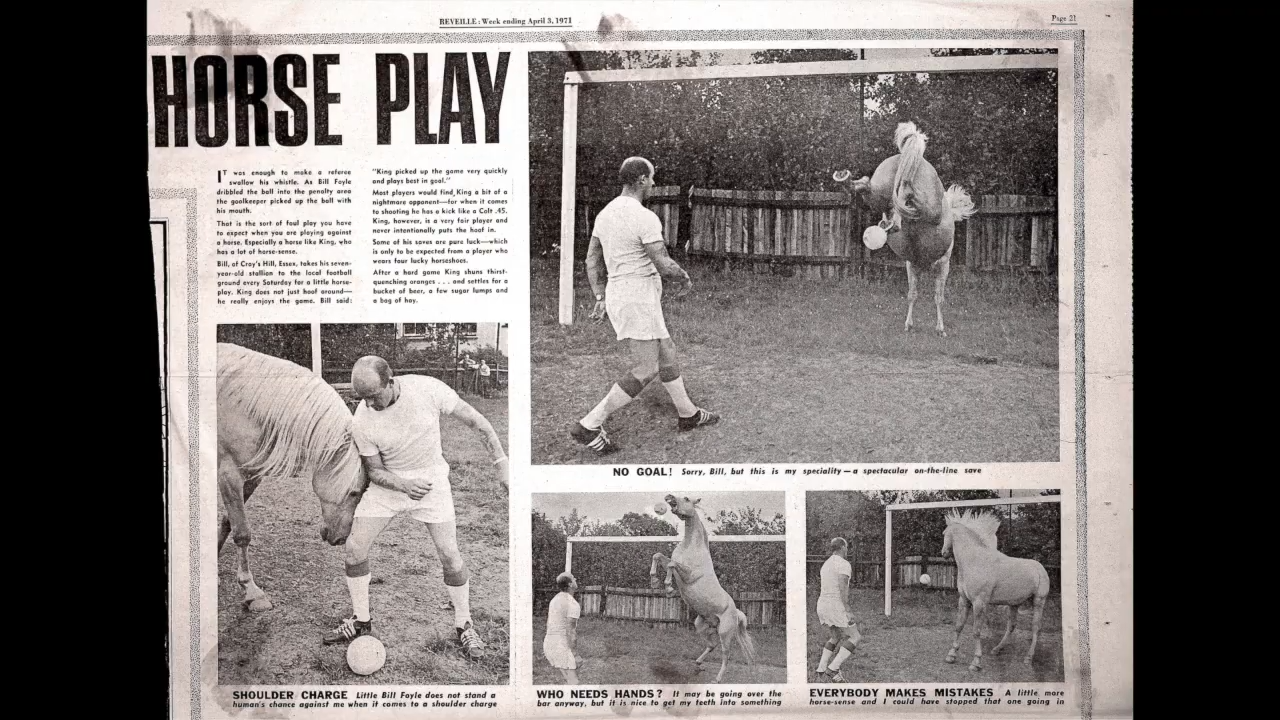 REVEILLE : Week ending April 3, 1971
Page 21
HORSE PLAY
IT was enough to make a referee
swallow his whistle. As Bill Foyle
dribbled the ball into the penalty area
the goalkeeper picked up the ball with
his mouth.
That is the sort of foul play you have
to expect when you are playing against
a horse. Especially a horse like King, who
has a lot of horse-sense.
Bill, of Cray's Hill, Essex, takes his seven-
year-old stallion to the local football
ground every Saturday for a little horse-
play. King does not just hoof around—
he really enjoys the game. Bill said:
"King picked up the game very quickly
and plays best in goal."
Most players would find King a bit of a
nightmare opponent—for when it comes
to shooting he has a kick like a Colt .45.
King, however, is a very fair player and
never intentionally puts the hoof in.
Some of his saves are pure luck—which
is only to be expected from a player who
wears four lucky horseshoes.
After a hard game King shuns thirst-
quenching oranges . . . and settles for a
bucket of beer, a few sugar lumps and
a bag of hay.
NO GOAL! Sorry, Bill, but this is my speciality — a spectacular on-the-line save
SHOULDER CHARGE Little Bill Foyle does not stand a
human's chance against me when it comes to a shoulder charge
WHO NEEDS HANDS? It may be going over the
bar anyway, but it is nice to get my teeth into something
EVERYBODY MAKES MISTAKES A little more
horse-sense and I could have stopped that one going in